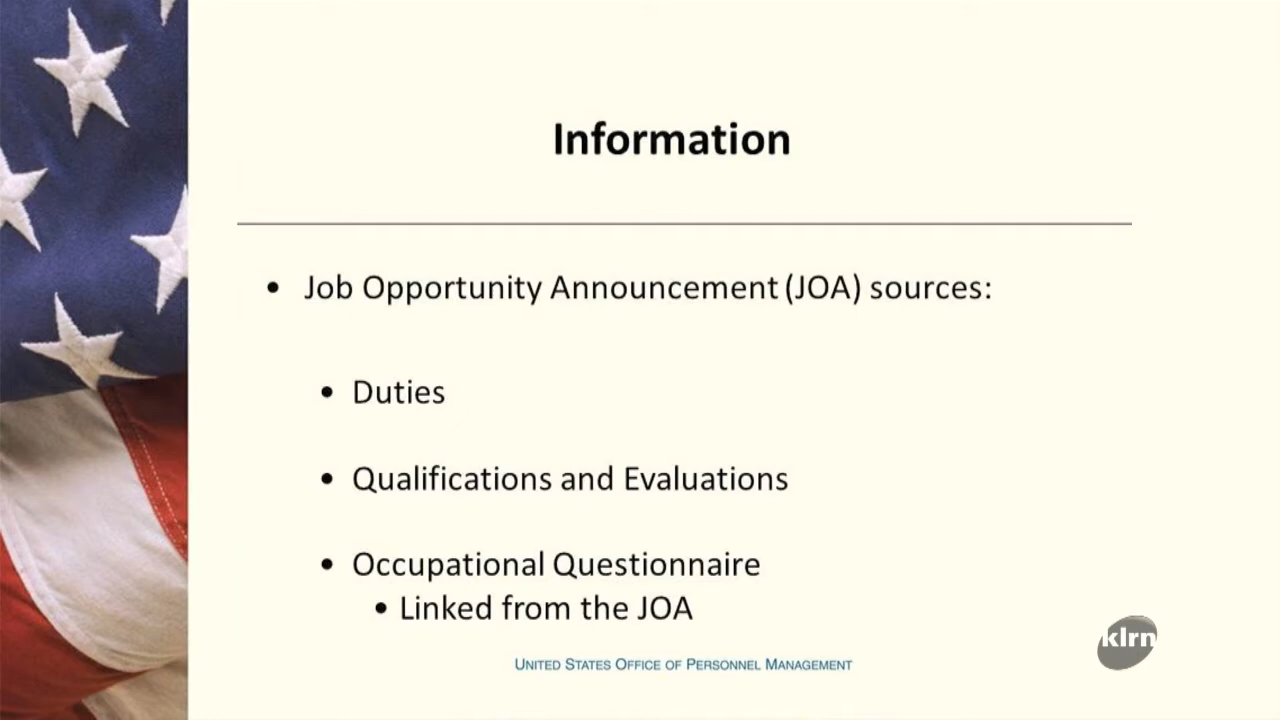 Information
• Job Opportunity Announcement (JOA) sources:
• Duties
• Qualifications and Evaluations
• Occupational Questionnaire
• Linked from the JOA
UNITED STATES OFFICE OF PERSONNEL MANAGEMENT
klrn